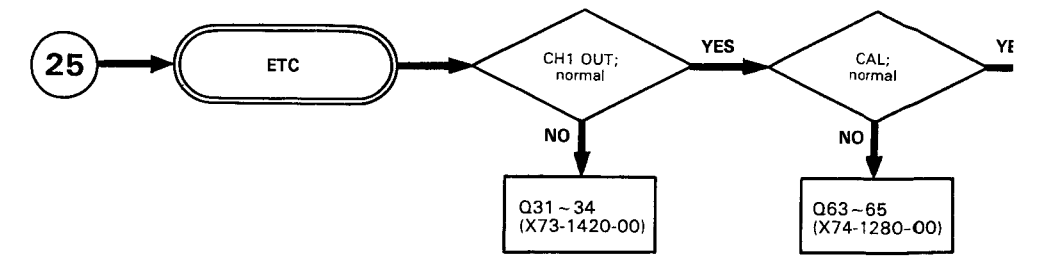 25
ETC
CH1 OUT;
normal
YES
CAL;
normal
NO
NO
Q31~34
(X73-1420-00)
Q63~65
(X74-1280-00)